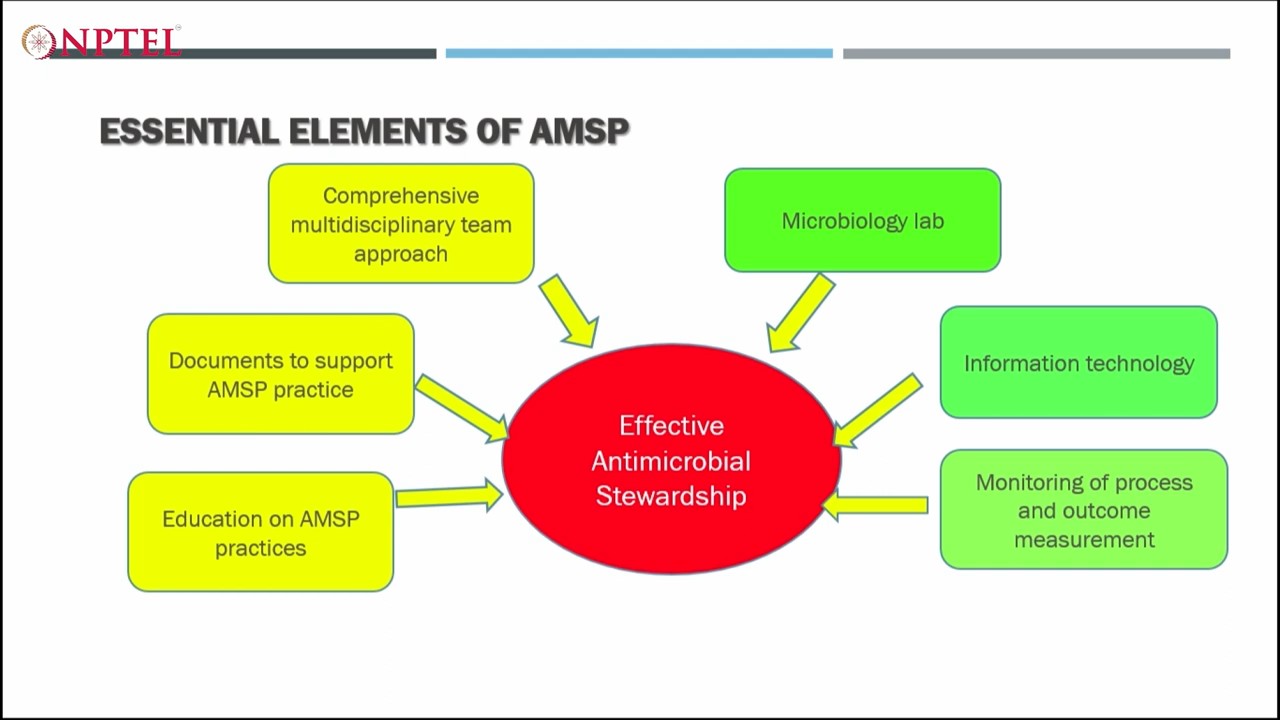 NPTEL
ESSENTIAL ELEMENTS OF AMSP
Comprehensive
multidisciplinary team
approach
Microbiology lab
Documents to support
AMSP practice
Information technology
Effective
Antimicrobial
Stewardship
Education on AMSP
practices
Monitoring of process
and outcome
measurement